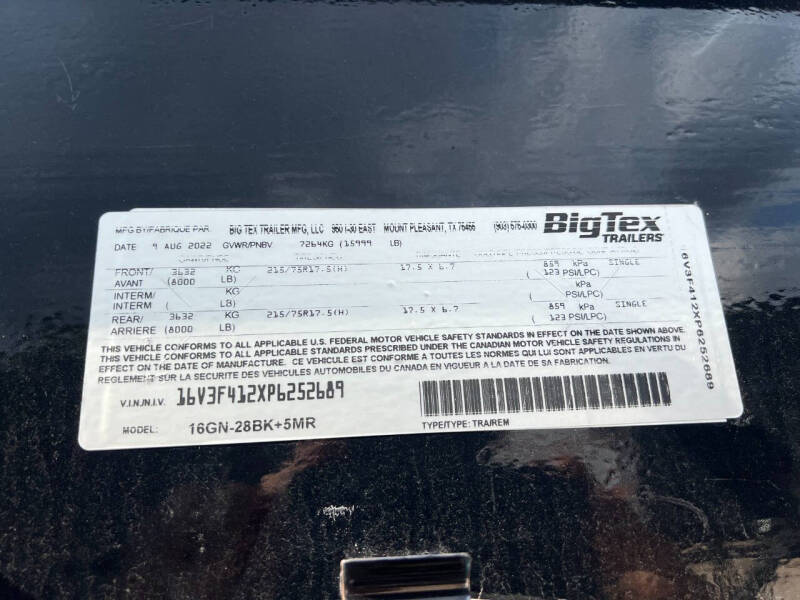 MFG BY/FABRIQUE PAR BIG TEX TRAILER MFG, LLC 950 I-30 EAST MOUNT PLEASANT, TX 75455 (903) 575-0300 BigTex
TRAILERS
DATE 9 AUG 2022 GVWR/PNBV 7264KG (15999 LB)
FRONT/ 3632 KG 215/75R17.5(H) 17.5 X 6.7 859 kPa SINGLE
AVANT (8000 LB) ( 123 PSI/LPC)
INTERM/ KG kPa
INTERM ( LB) ( PSI/LPC)
REAR/ 3632 KG 215/75R17.5(H) 17.5 X 6.7 859 kPa SINGLE
ARRIERE (8000 LB) ( 123 PSI/LPC)
THIS VEHICLE CONFORMS TO ALL APPLICABLE U.S. FEDERAL MOTOR VEHICLE SAFETY STANDARDS IN EFFECT ON THE DATE SHOWN ABOVE.
THIS VEHICLE CONFORMS TO ALL APPLICABLE STANDARDS PRESCRIBED UNDER THE CANADIAN MOTOR VEHICLE SAFETY REGULATIONS IN
EFFECT ON THE DATE OF MANUFACTURE. CE VEHICULE EST CONFORME A TOUTES LES NORMES QUI LUI SONT APPLICABLES EN VERTU DU
REGLEMENT SUR LA SECURITE DES VEHICULES AUTOMOBILES DU CANADA EN VIGUEUR A LA DATE DE SA FABRICATION.
V.I.N./N.I.V. 16V3F412XP6252689
MODEL: 16GN-28BK+5MR TYPE/TYPE: TRA/REM
16V3F412XP6252689